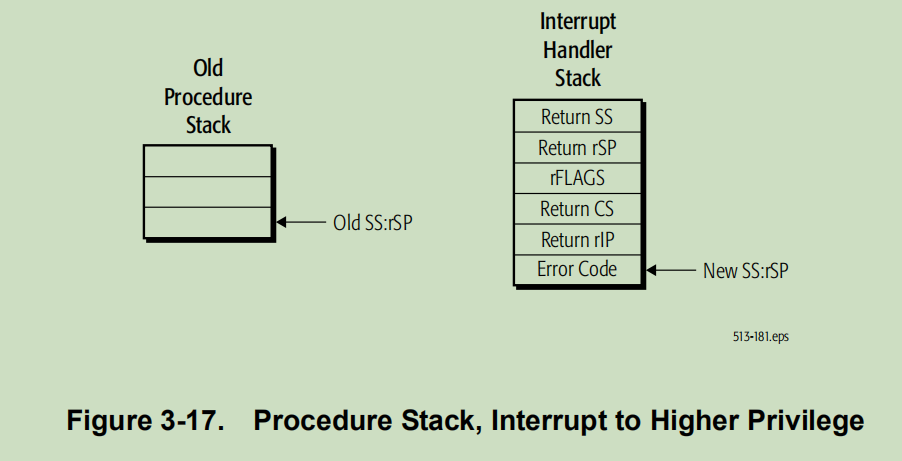 Old
Procedure
Stack
Old SS:rSP
Interrupt
Handler
Stack
Return SS
Return rSP
rFLAGS
Return CS
Return rIP
Error Code
New SS:rSP
513-181.eps
Figure 3-17. Procedure Stack, Interrupt to Higher Privilege